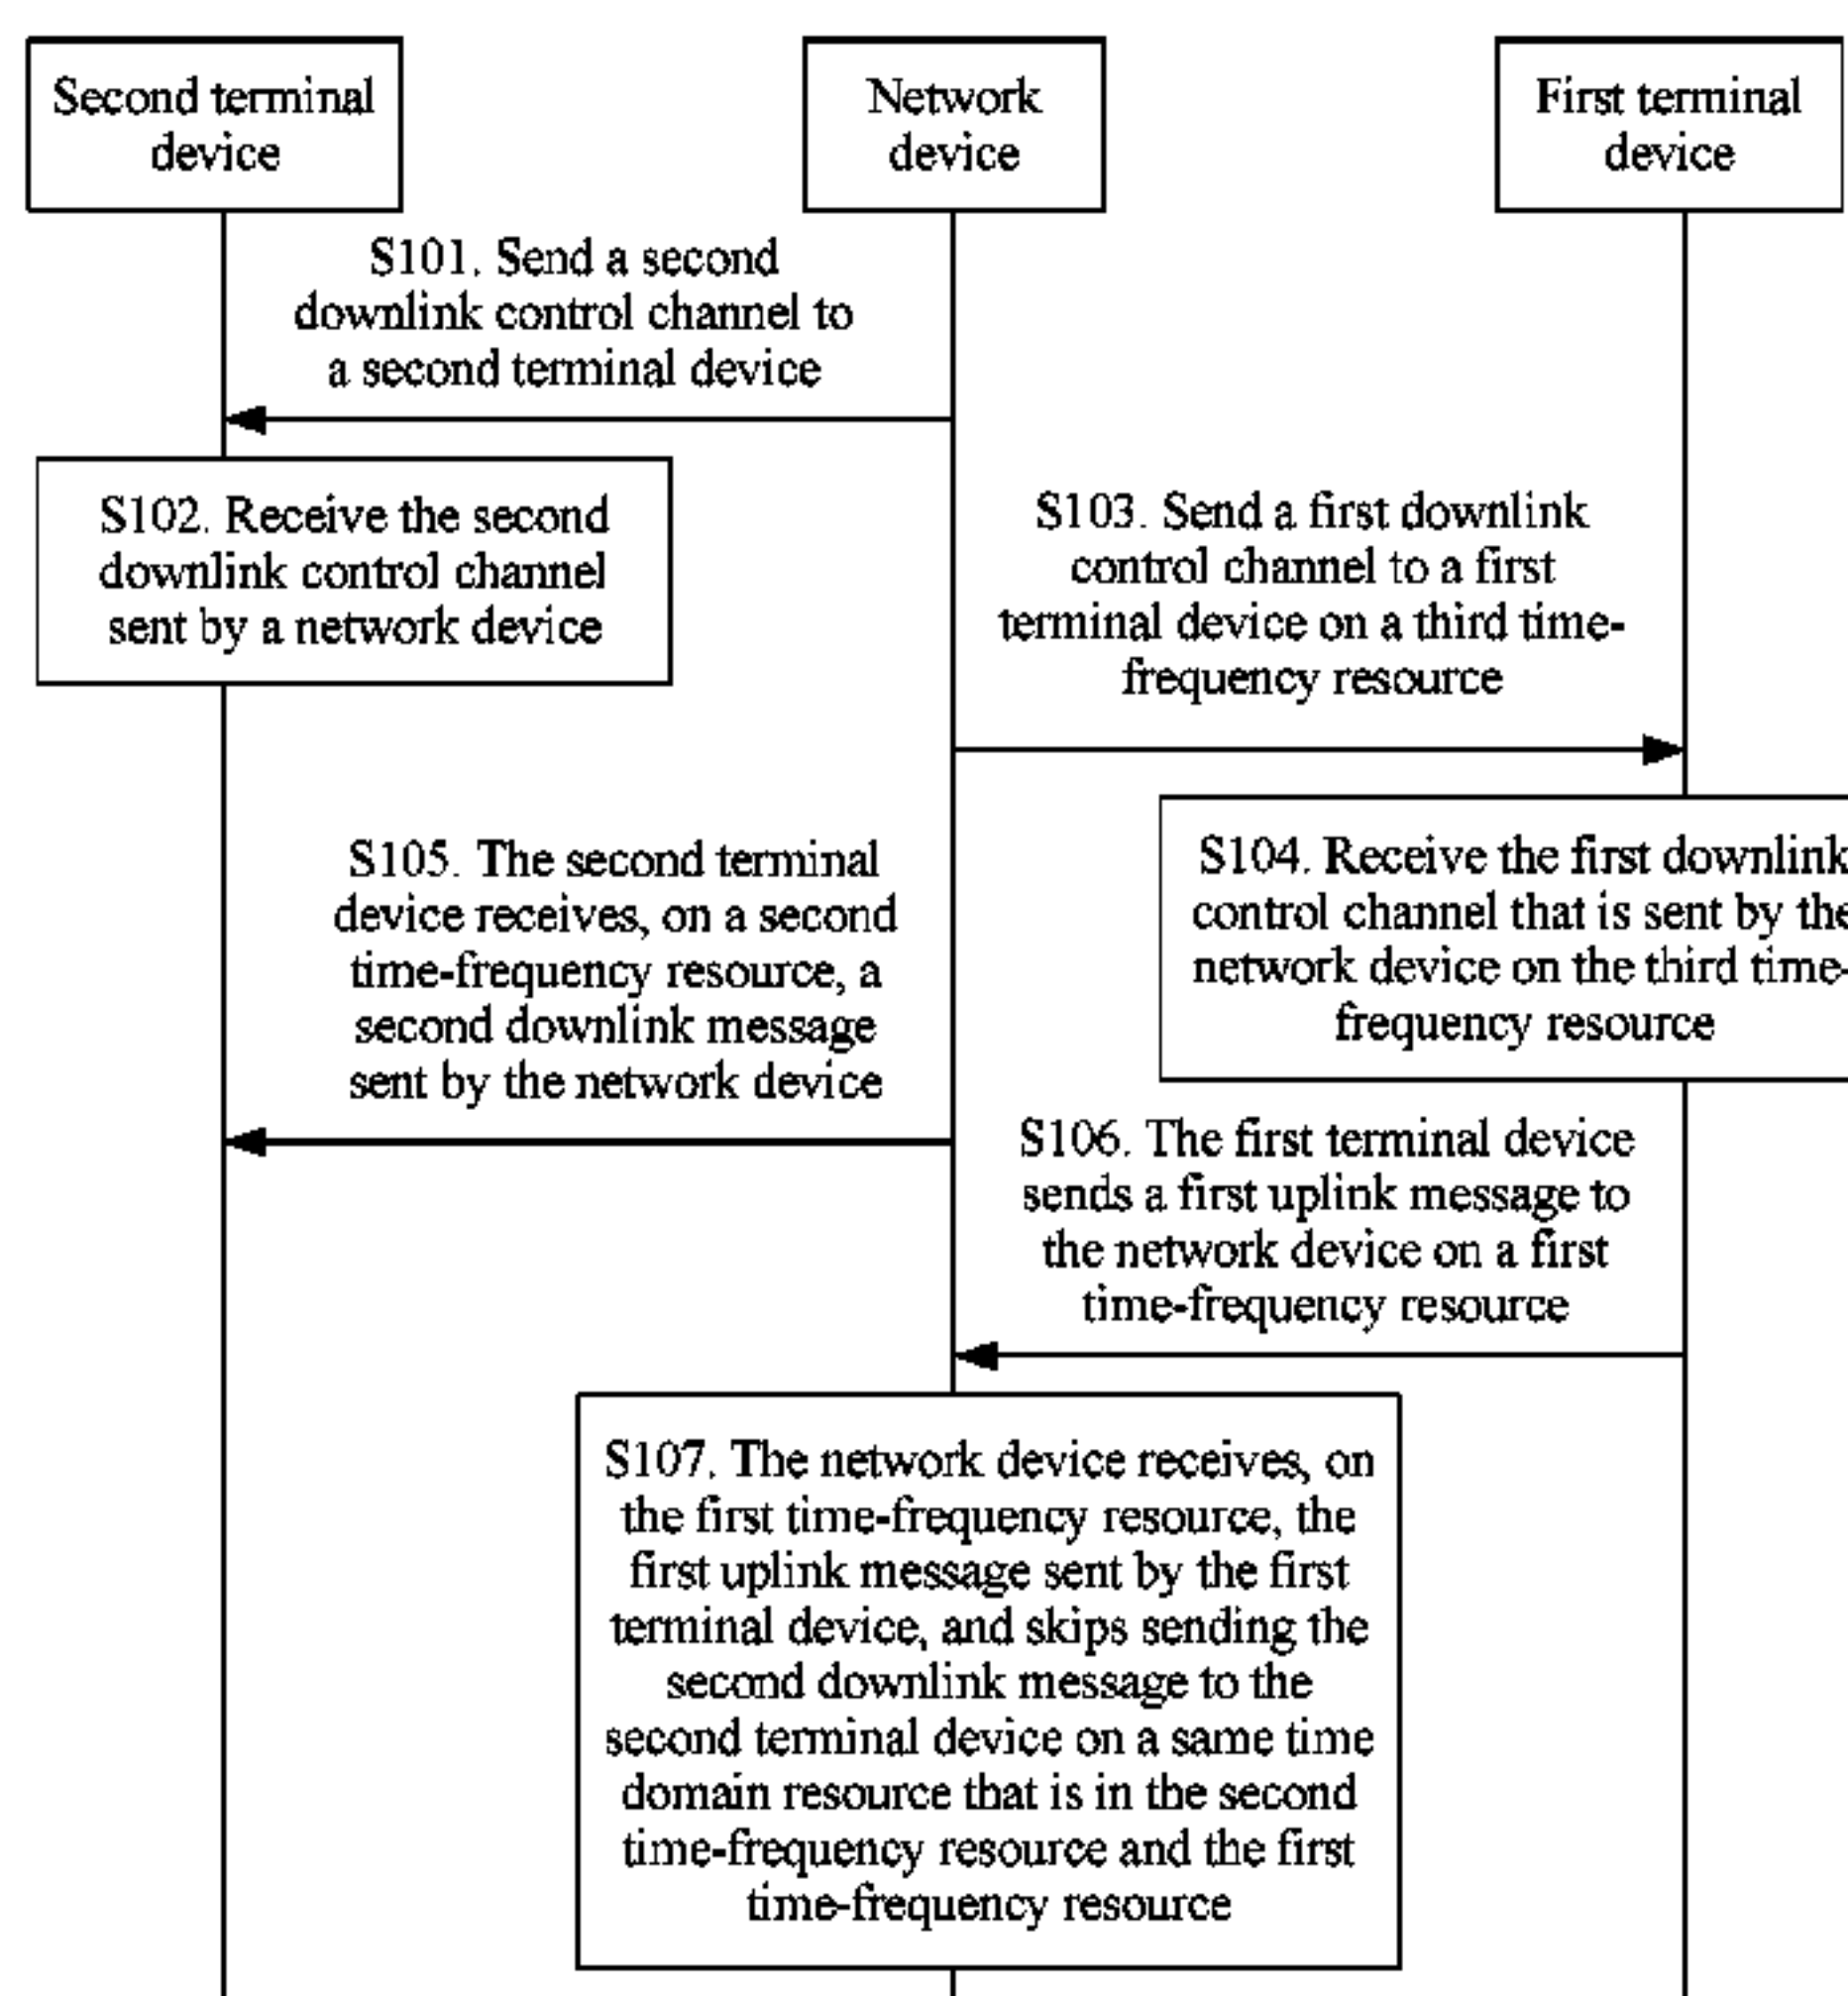 Second terminal
device
Network
device
First terminal
device
S101. Send a second
downlink control channel to
a second terminal device
S102. Receive the second
downlink control channel
sent by a network device
S103. Send a first downlink
control channel to a first
terminal device on a third time-
frequency resource
S104. Receive the first downlink
control channel that is sent by the
network device on the third time-
frequency resource
S105. The second terminal
device receives, on a second
time-frequency resource, a
second downlink message
sent by the network device
S106. The first terminal device
sends a first uplink message to
the network device on a first
time-frequency resource
S107. The network device receives, on
the first time-frequency resource, the
first uplink message sent by the first
terminal device, and skips sending the
second downlink message to the
second terminal device on a same time
domain resource that is in the second
time-frequency resource and the first
time-frequency resource